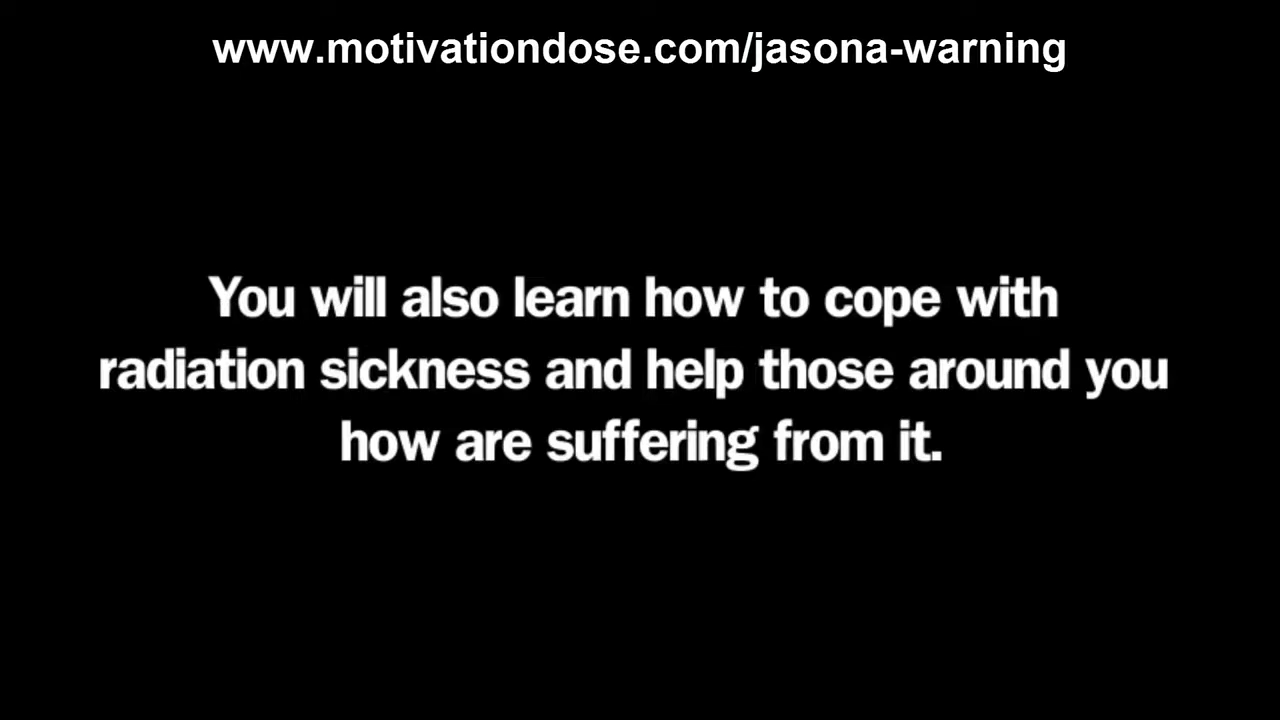 www.motivationdose.com/jasona-warning
You will also learn how to cope with
radiation sickness and help those around you
how are suffering from it.